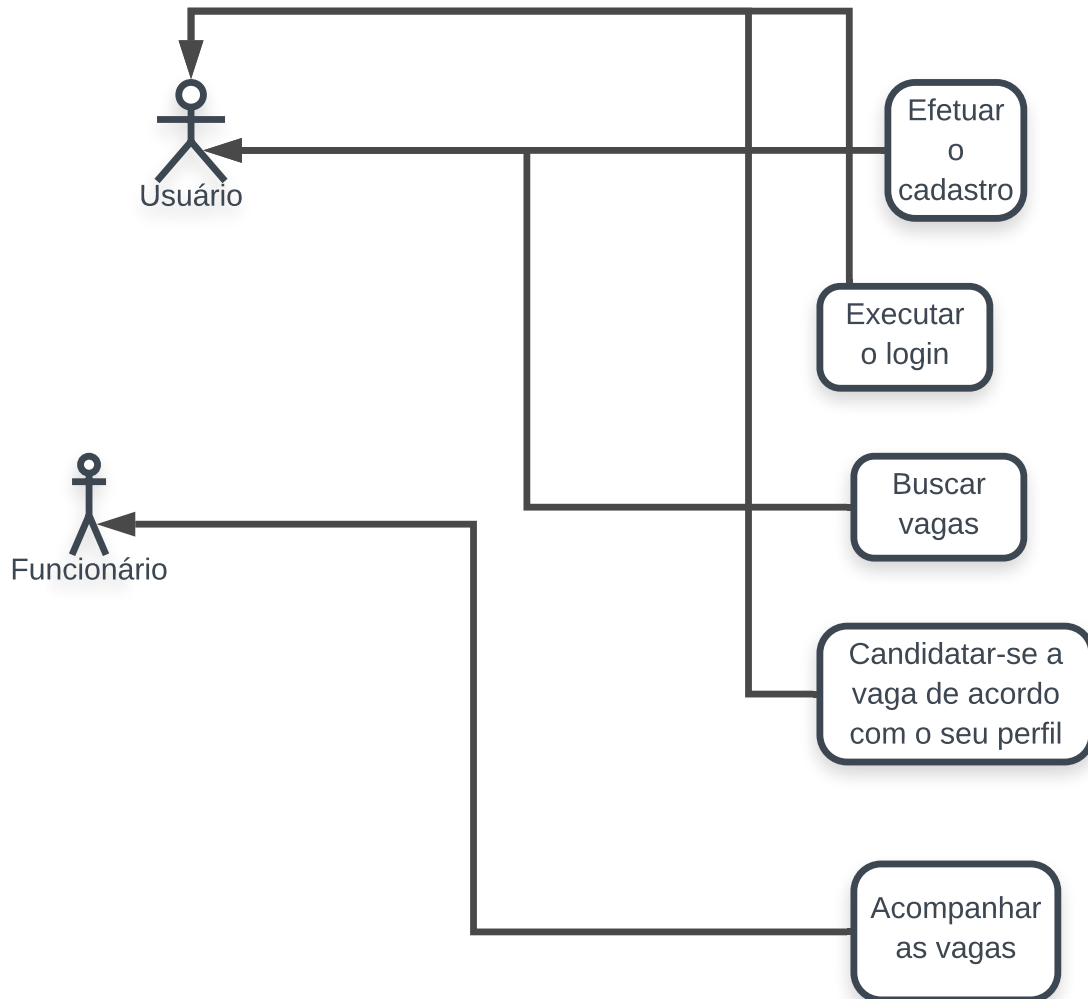 Efetuar
o
cadastro
Usuário
Executar
o login
Buscar
vagas
Funcionário
Candidatar-se a
vaga de acordo
com o seu perfil
Acompanhar
as vagas